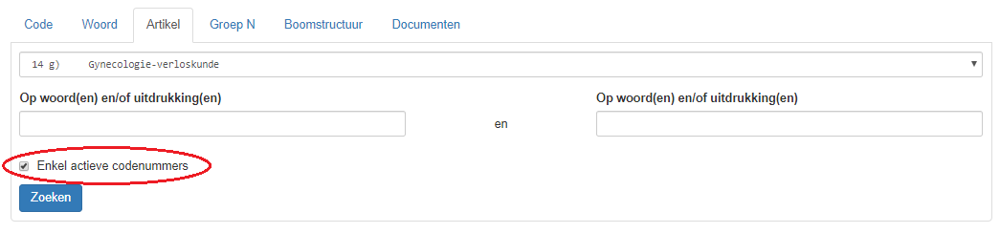 Code Woord Artikel Groep N Boomstructuur Documenten
14 g) Gynecologie-verloskunde
Op woord(en) en/of uitdrukking(en) Op woord(en) en/of uitdrukking(en)
en
Enkel actieve codenummers
Zoeken